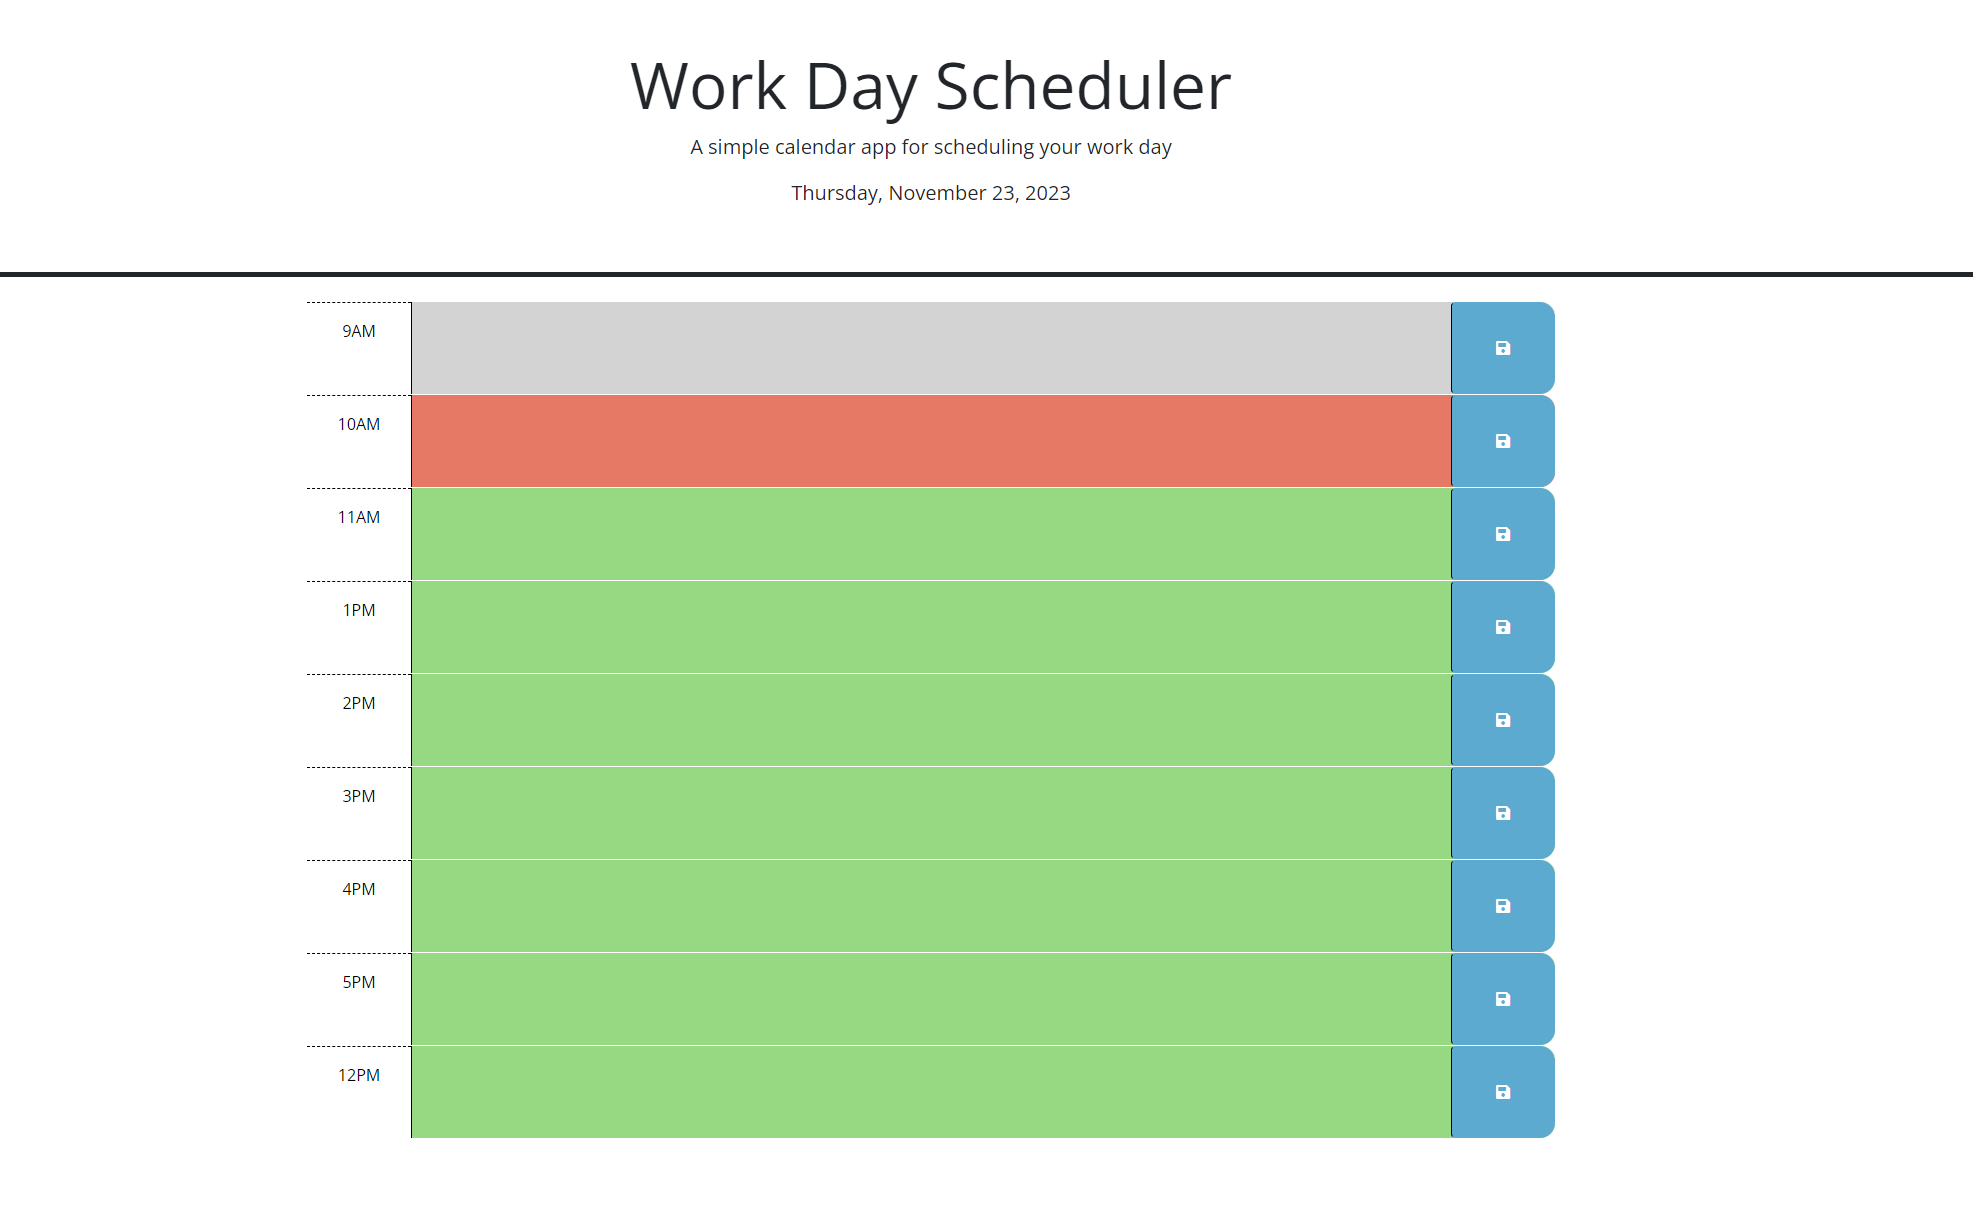 Work Day Scheduler
A simple calendar app for scheduling your work day
Thursday, November 23, 2023
9AM
10AM
11AM
1PM
2PM
3PM
4PM
5PM
12PM